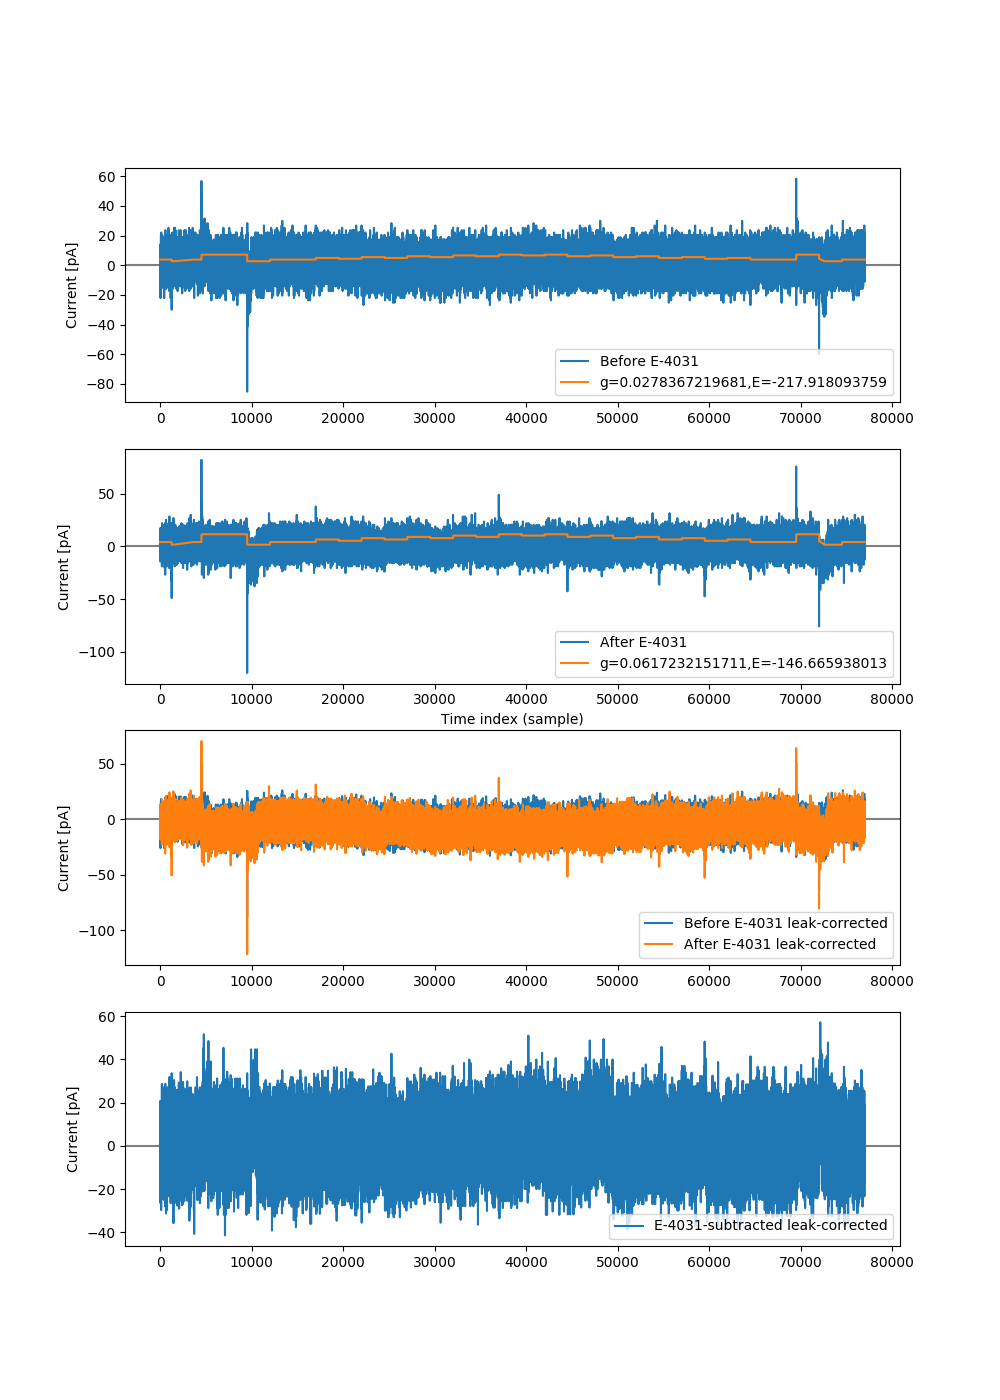 60
40
20
0
−20
−40
−60
−80
Current [pA]
Before E-4031
g=0.0278367219681,E=-217.918093759
0 10000 20000 30000 40000 50000 60000 70000 80000
50
0
−50
−100
Current [pA]
After E-4031
g=0.0617232151711,E=-146.665938013
0 10000 20000 30000 40000 50000 60000 70000 80000
Time index (sample)
50
0
−50
−100
Current [pA]
Before E-4031 leak-corrected
After E-4031 leak-corrected
0 10000 20000 30000 40000 50000 60000 70000 80000
60
40
20
0
−20
−40
Current [pA]
E-4031-subtracted leak-corrected
0 10000 20000 30000 40000 50000 60000 70000 80000